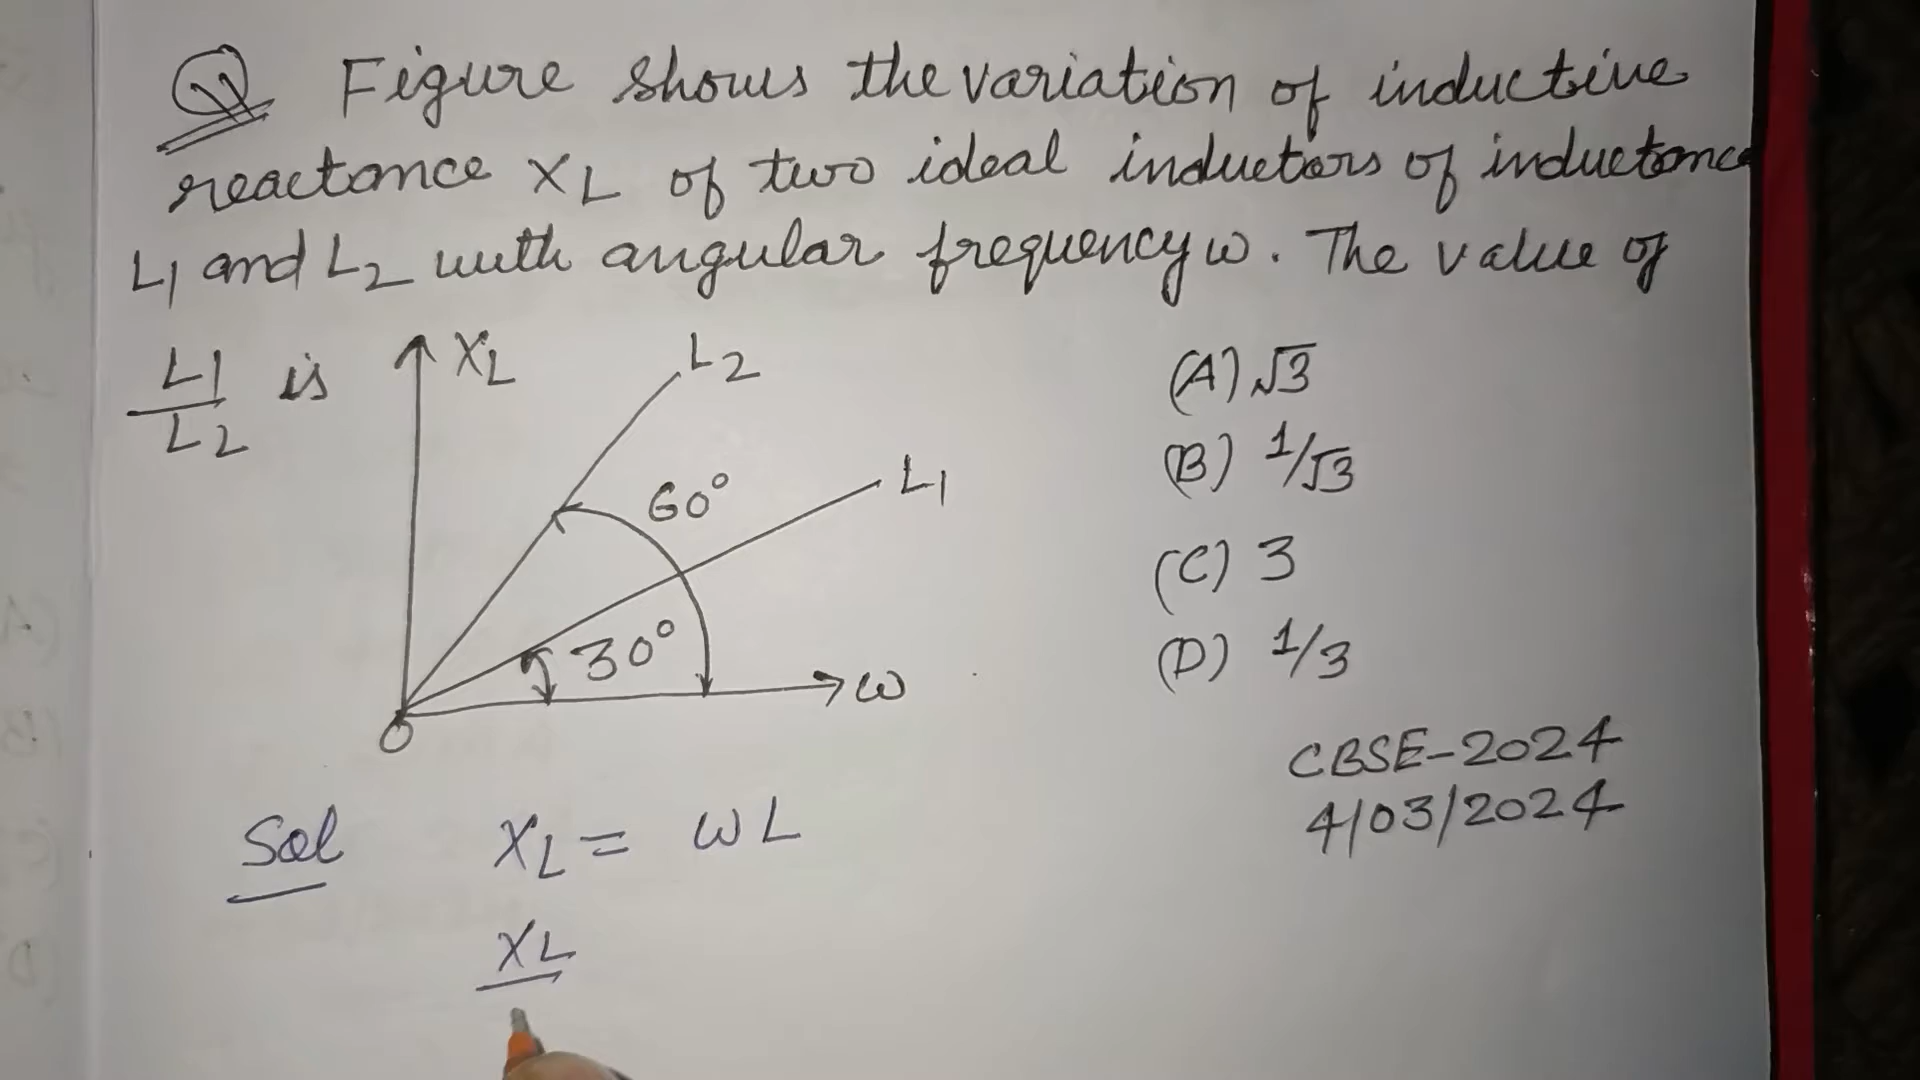 Q Figure shows the variation of inductive
reactance XL of two ideal inductors of inductance
L1 and L2 with angular frequency ω. The value of
L1/L2 is
XL
L2
L1
60°
30°
ω
O
(A) √3
(B) 1/√3
(C) 3
(D) 1/3
CBSE-2024
4/03/2024
Sol XL = ωL
XL